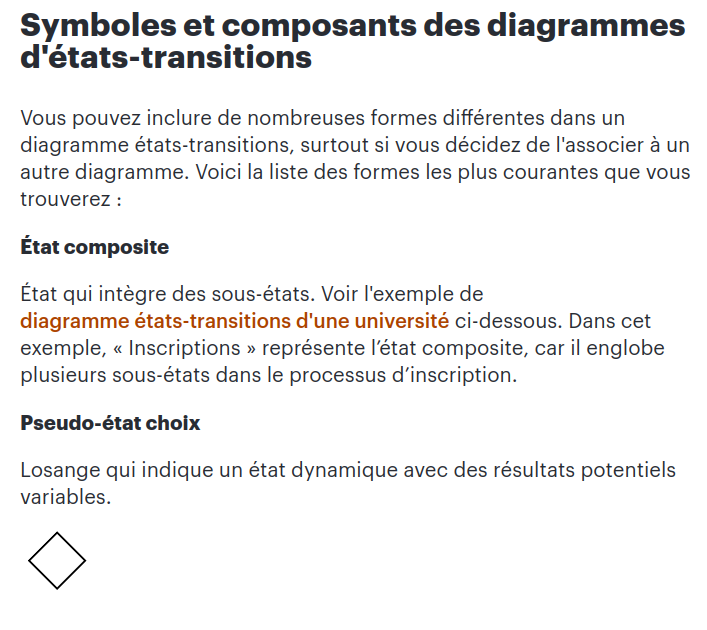 Symboles et composants des diagrammes
d'états-transitions
Vous pouvez inclure de nombreuses formes différentes dans un
diagramme états-transitions, surtout si vous décidez de l'associer à un
autre diagramme. Voici la liste des formes les plus courantes que vous
trouverez :
État composite
État qui intègre des sous-états. Voir l'exemple de
diagramme états-transitions d'une université ci-dessous. Dans cet
exemple, « Inscriptions » représente l’état composite, car il englobe
plusieurs sous-états dans le processus d’inscription.
Pseudo-état choix
Losange qui indique un état dynamique avec des résultats potentiels
variables.